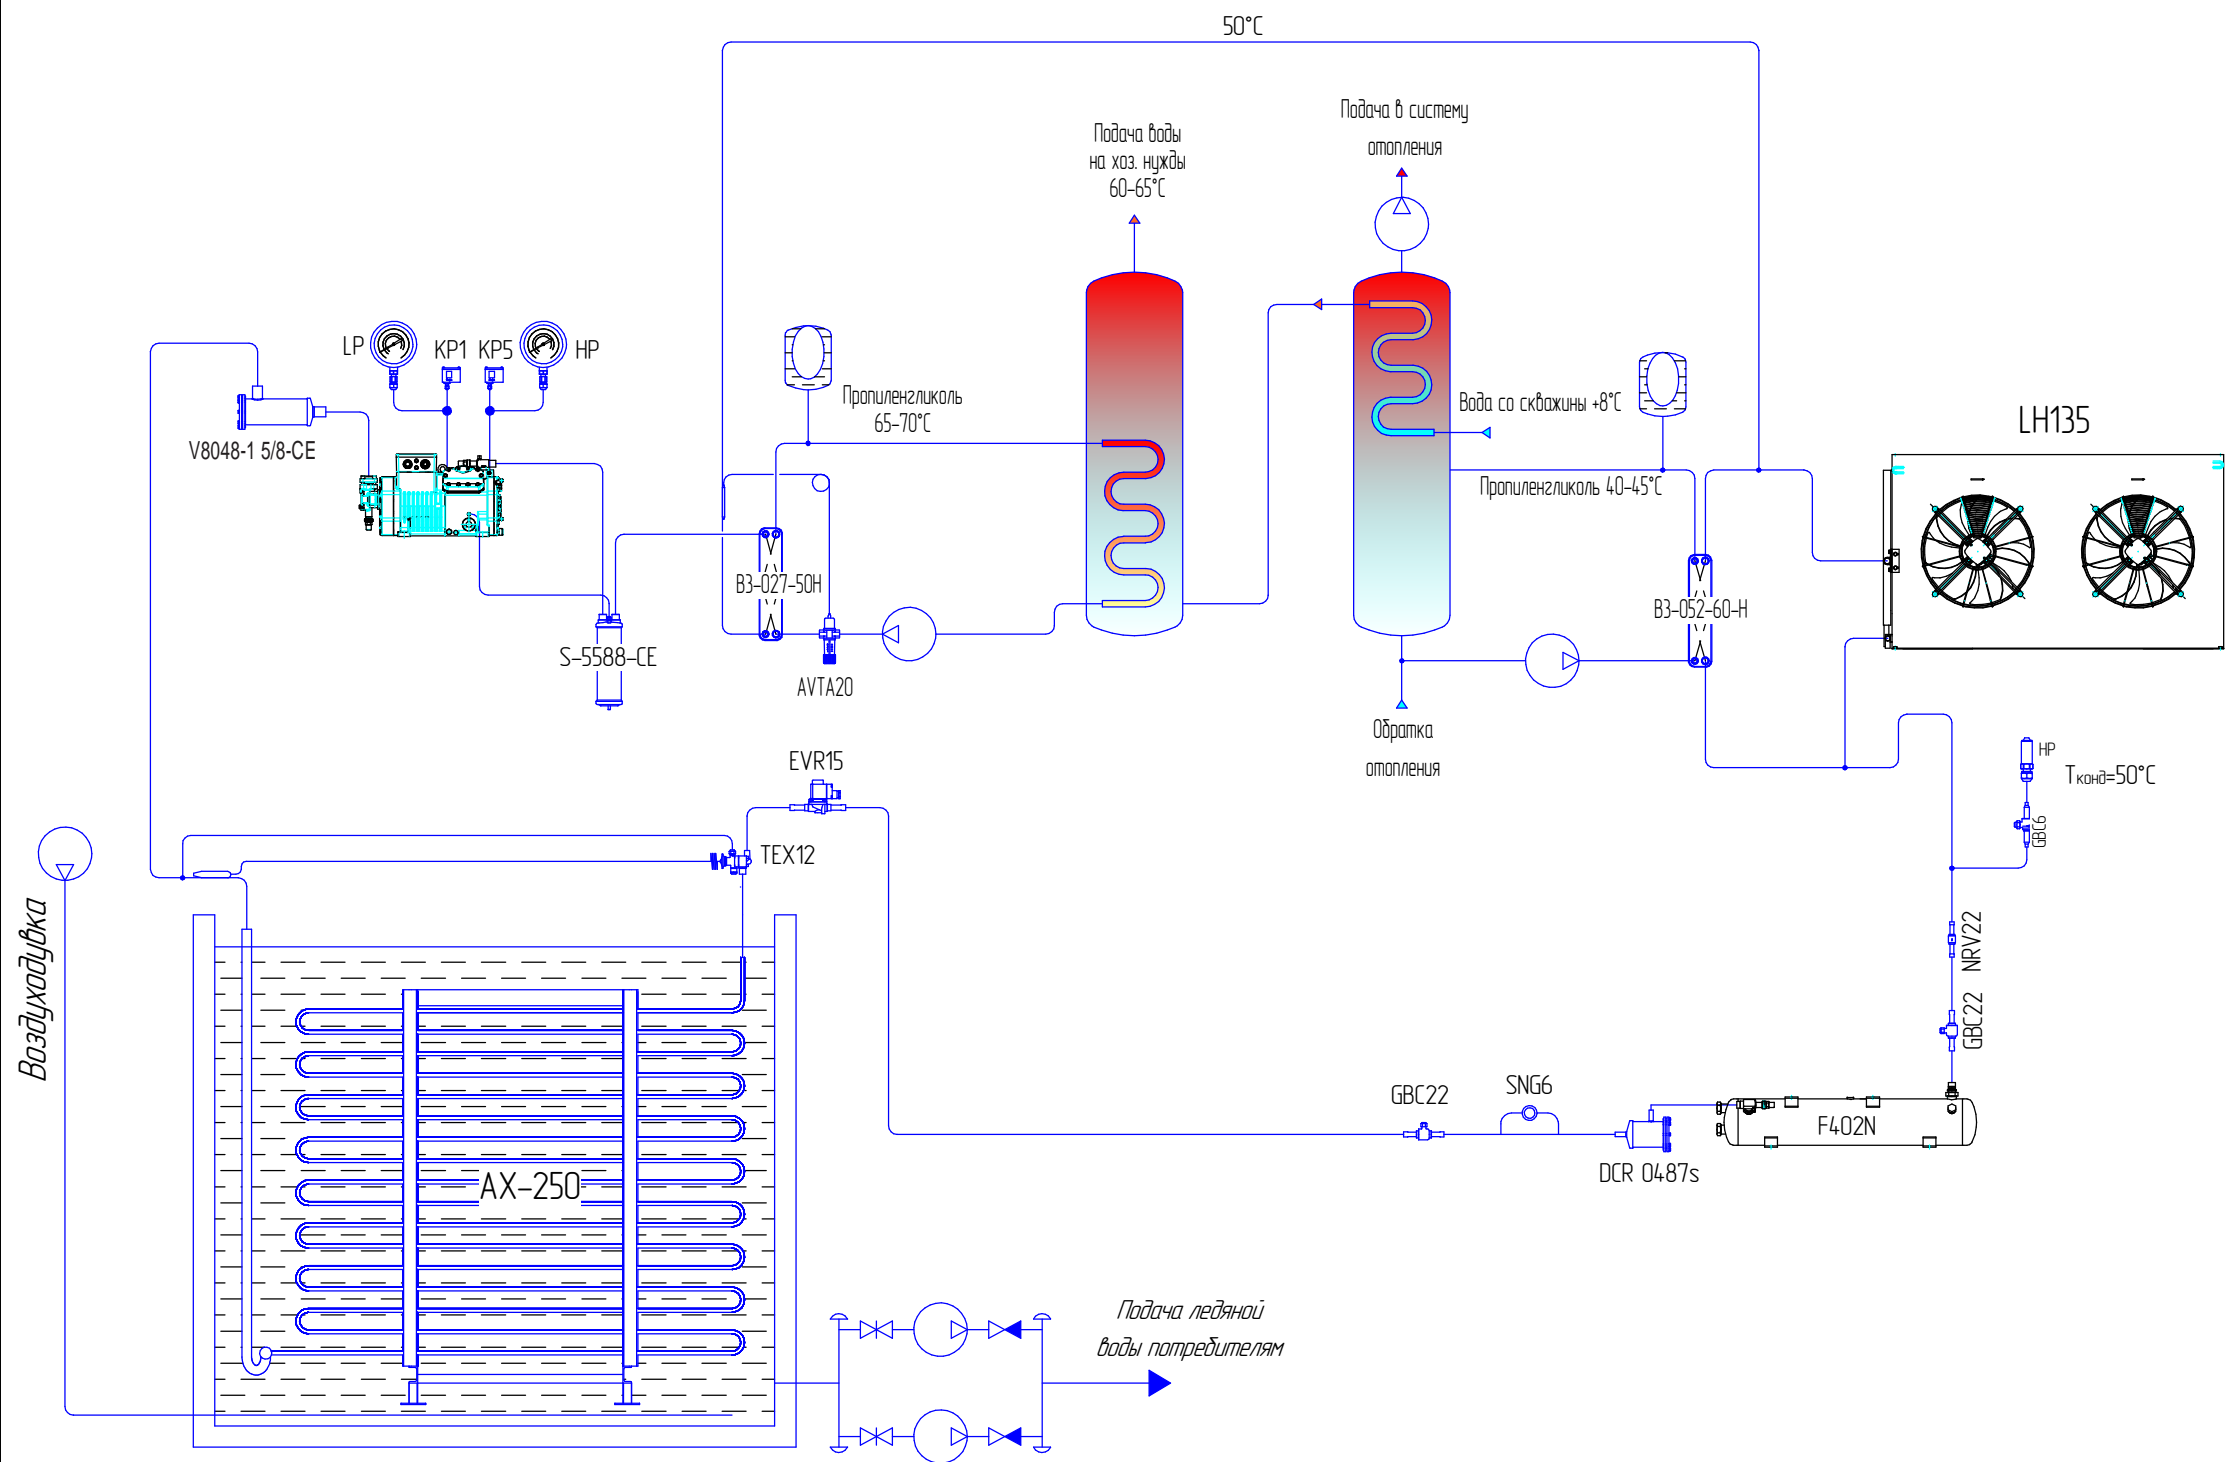 50°C
Подача в систему
отопления
Подача воды
на хоз. нужды
60-65°C
LP
KP1
KP5
HP
Пропиленгликоль
65-70°C
Вода со скважины +8°C
LH135
V8048-1 5/8-CE
Пропиленгликоль 40-45°C
B3-027-50H
B3-052-60-H
S-5588-CE
AVTA20
Обратка
отопления
EVR15
HP
Tконд=50°C
GBC6
TEX12
Воздуходувка
NRV22
GBC22
GBC22
SNG6
F402N
DCR 0487s
AX-250
Подача ледяной
воды потребителям